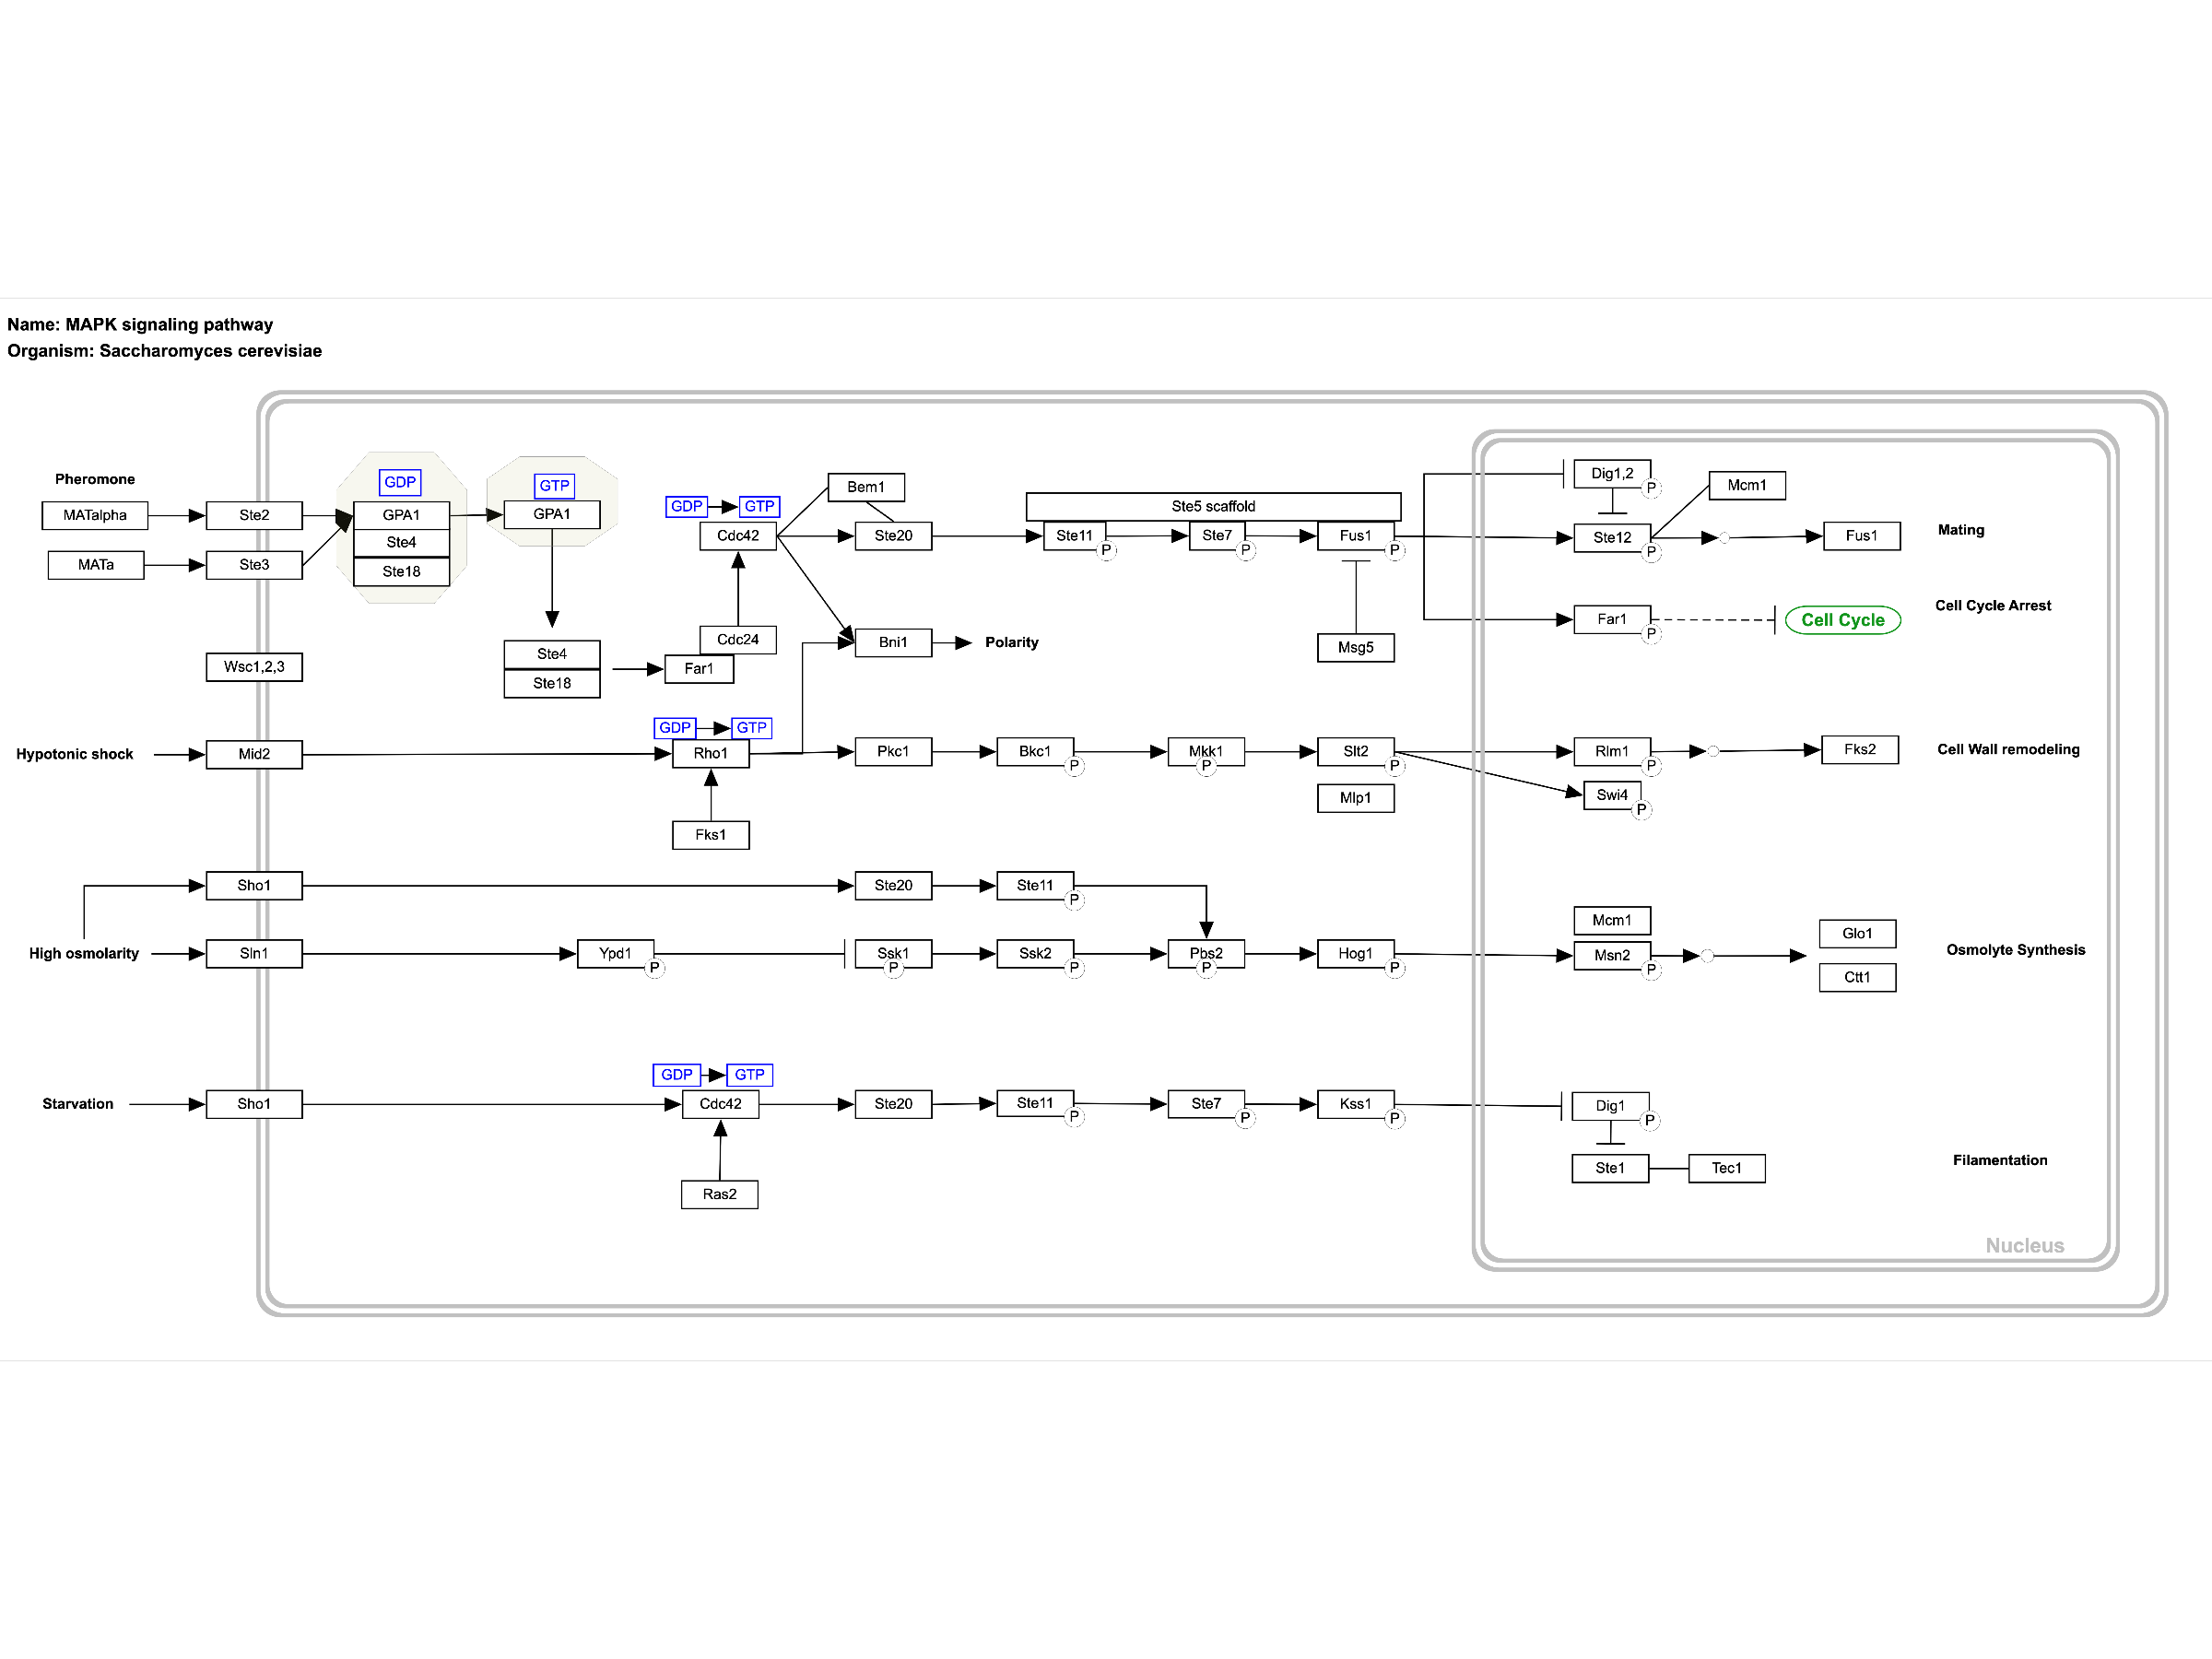 Name: MAPK signaling pathway
Organism: Saccharomyces cerevisiae
Pheromone
MATalpha
MATa
Ste2
Ste3
GDP
GPA1
Ste4
Ste18
GTP
GPA1
Ste4
Ste18
Far1
Cdc24
GDP
GTP
Cdc42
Bem1
Ste20
Bni1
Polarity
Ste5 scaffold
Ste11
P
Ste7
P
Fus1
P
Msg5
Dig1,2
P
Ste12
P
Mcm1
Fus1
Mating
Far1
P
Cell Cycle
Cell Cycle Arrest
Wsc1,2,3
Hypotonic shock
Mid2
GDP
GTP
Rho1
Fks1
Pkc1
Bkc1
P
Mkk1
P
Slt2
P
Mlp1
Rlm1
P
Swi4
P
Fks2
Cell Wall remodeling
High osmolarity
Sho1
Ste20
Ste11
P
Sln1
Ypd1
P
Ssk1
P
Ssk2
P
Pbs2
P
Hog1
P
Mcm1
Msn2
P
Glo1
Ctt1
Osmolyte Synthesis
Starvation
Sho1
GDP
GTP
Cdc42
Ras2
Ste20
Ste11
P
Ste7
P
Kss1
P
Dig1
P
Ste1
Tec1
Filamentation
Nucleus